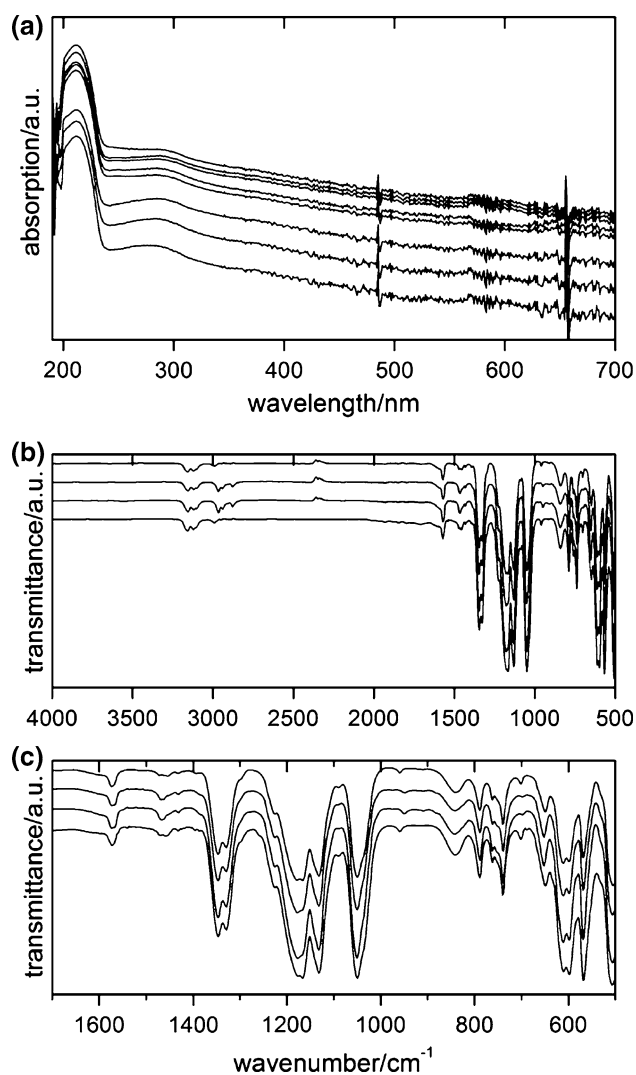 (a)
absorption/a.u.
200 300 400 500 600 700
wavelength/nm
(b)
transmittance/a.u.
4000 3500 3000 2500 2000 1500 1000 500
(c)
transmittance/a.u.
1600 1400 1200 1000 800 600
wavenumber/cm⁻¹